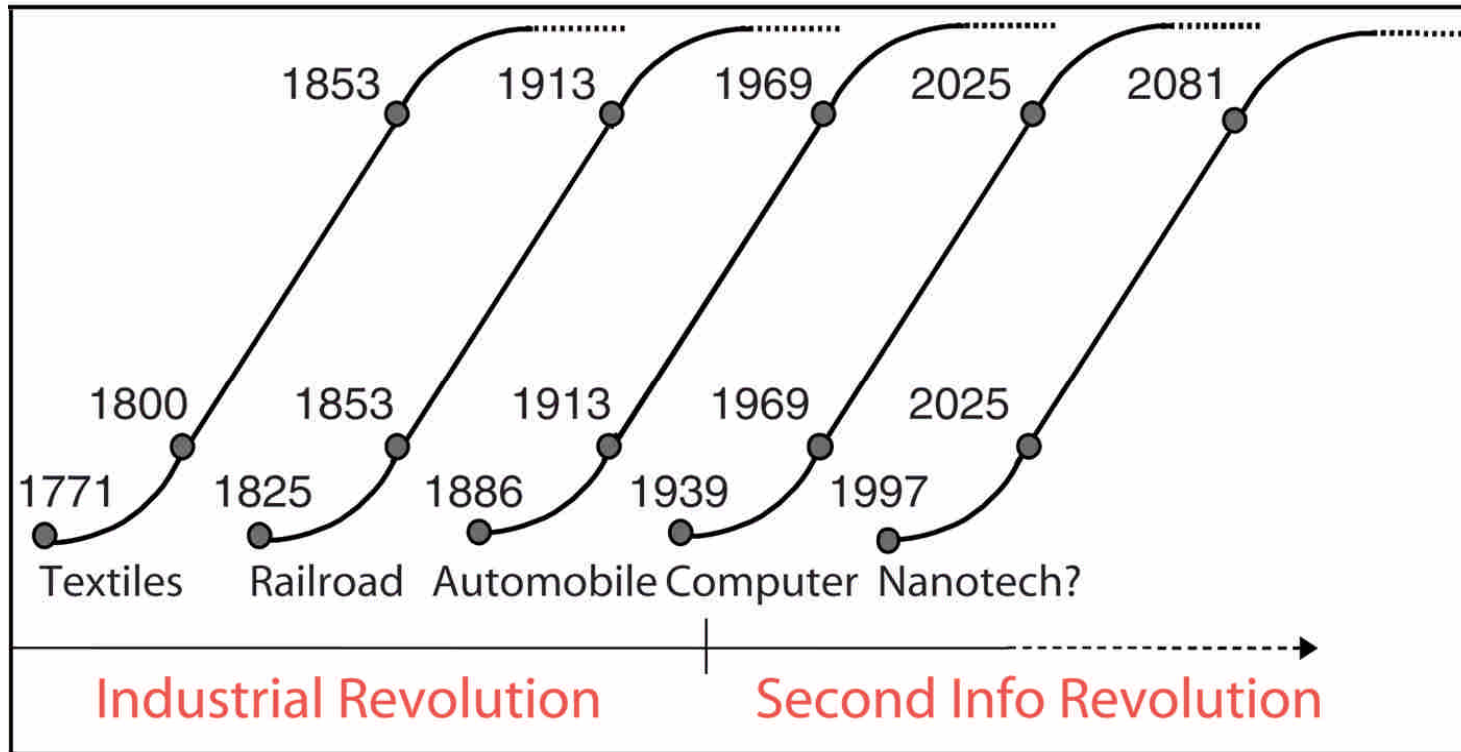 1853 1913 1969 2025 2081
1800 1853 1913 1969 2025
1771 1825 1886 1939 1997
Textiles Railroad Automobile Computer Nanotech?
Industrial Revolution Second Info Revolution